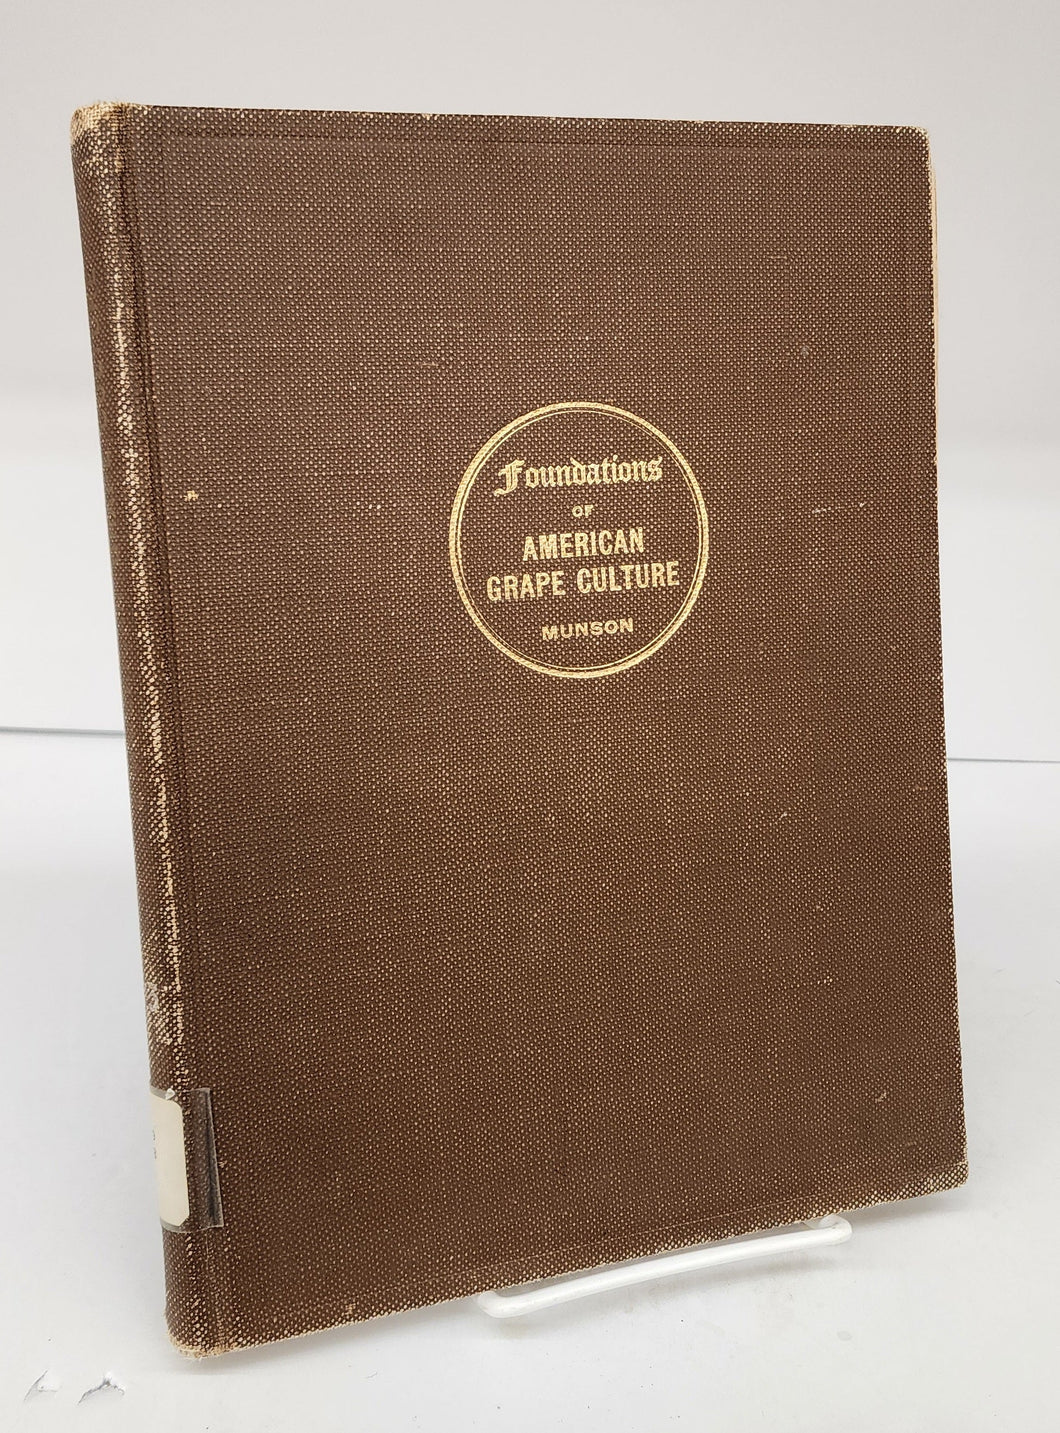 Foundations
OF
AMERICAN
GRAPE CULTURE
MUNSON